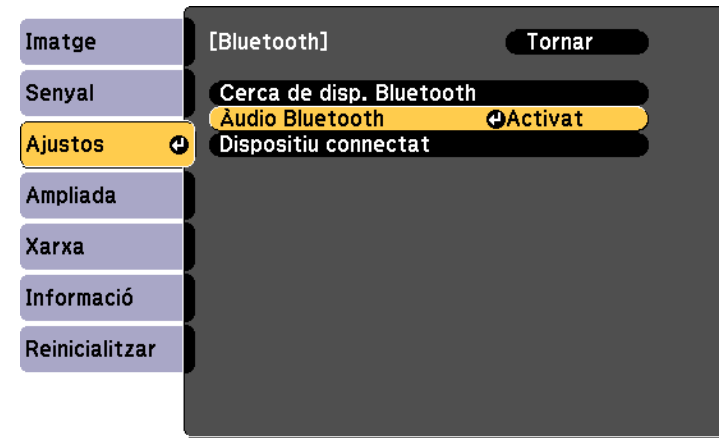 Imatge
Senyal
Ajustos
Ampliada
Xarxa
Informació
Reinicialitzar
[Bluetooth] Tornar
Cerca de disp. Bluetooth
Àudio Bluetooth Activat
Dispositiu connectat